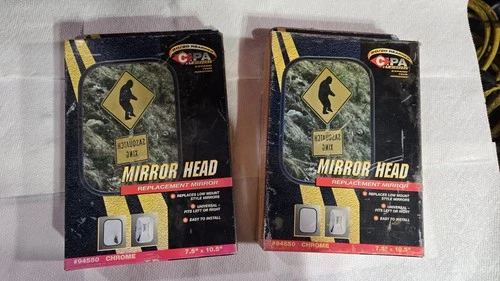 CIPA
SASQUATCH
XING
MIRROR HEAD
REPLACEMENT MIRROR
REPLACES LOW MOUNT
STYLE MIRRORS
UNIVERSAL -
FITS LEFT OR RIGHT
EASY TO INSTALL
#94550 CHROME 7.5" x 10.5"
CIPA
SASQUATCH
XING
MIRROR HEAD
REPLACEMENT MIRROR
REPLACES LOW MOUNT
STYLE MIRRORS
UNIVERSAL -
FITS LEFT OR RIGHT
EASY TO INSTALL
#94550 CHROME 7.5" x 10.5"